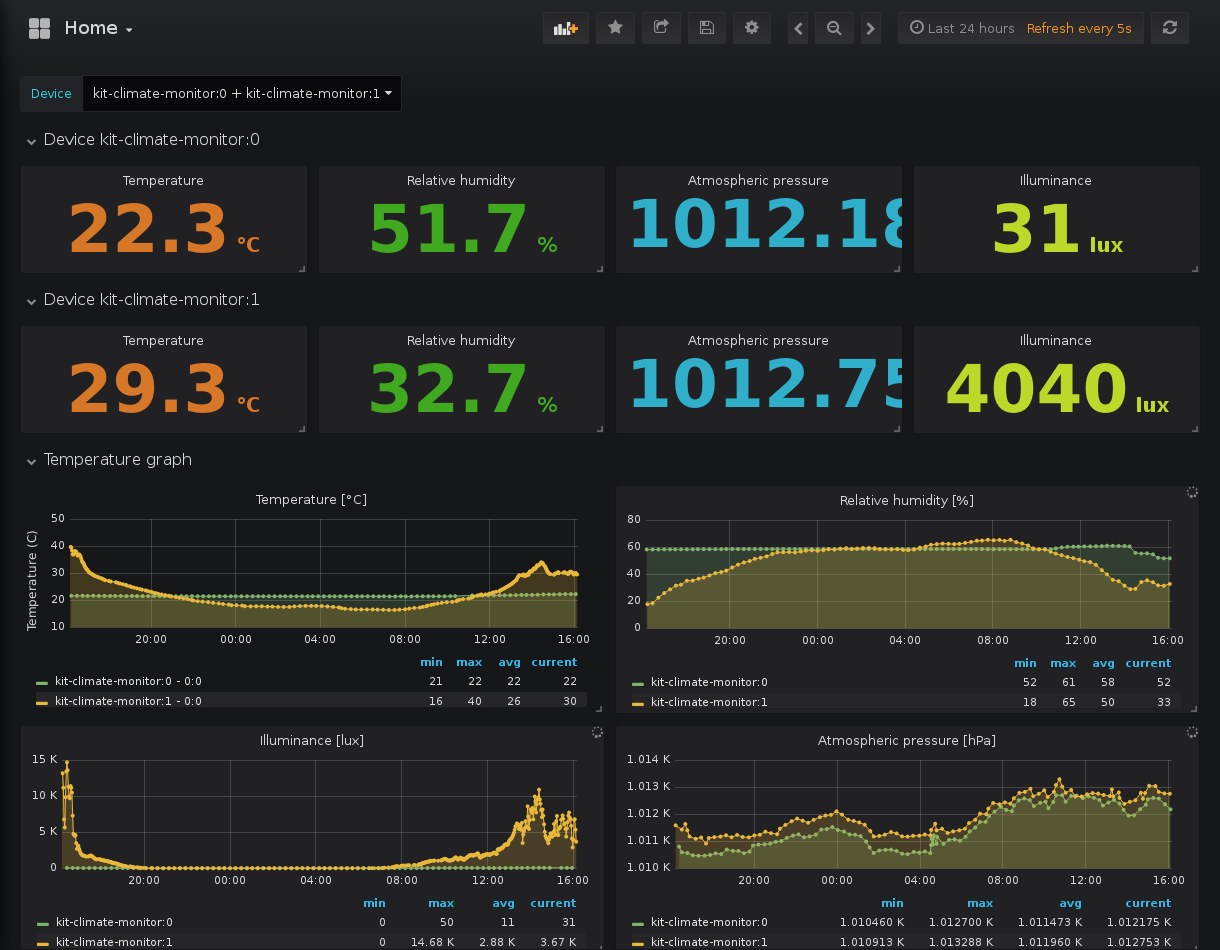 Home
Last 24 hours Refresh every 5s
Device kit-climate-monitor:0 + kit-climate-monitor:1
Device kit-climate-monitor:0
Temperature Relative humidity Atmospheric pressure Illuminance
22.3 °C 51.7 % 1012.18 31 lux
Device kit-climate-monitor:1
Temperature Relative humidity Atmospheric pressure Illuminance
29.3 °C 32.7 % 1012.75 4040 lux
Temperature graph
Temperature [°C]
Temperature (C)
50
40
30
20
10
20:00 00:00 04:00 08:00 12:00 16:00
min max avg current
kit-climate-monitor:0 - 0:0 21 22 22 22
kit-climate-monitor:1 - 0:0 16 40 26 30
Relative humidity [%]
80
60
40
20
0
20:00 00:00 04:00 08:00 12:00 16:00
min max avg current
kit-climate-monitor:0 52 61 58 52
kit-climate-monitor:1 18 65 50 33
Illuminance [lux]
15 K
10 K
5 K
0
20:00 00:00 04:00 08:00 12:00 16:00
min max avg current
kit-climate-monitor:0 0 50 11 31
kit-climate-monitor:1 0 14.68 K 2.88 K 3.67 K
Atmospheric pressure [hPa]
1.014 K
1.013 K
1.012 K
1.011 K
1.010 K
20:00 00:00 04:00 08:00 12:00 16:00
min max avg current
kit-climate-monitor:0 1.010460 K 1.012700 K 1.011473 K 1.012175 K
kit-climate-monitor:1 1.010913 K 1.013288 K 1.011960 K 1.012753 K